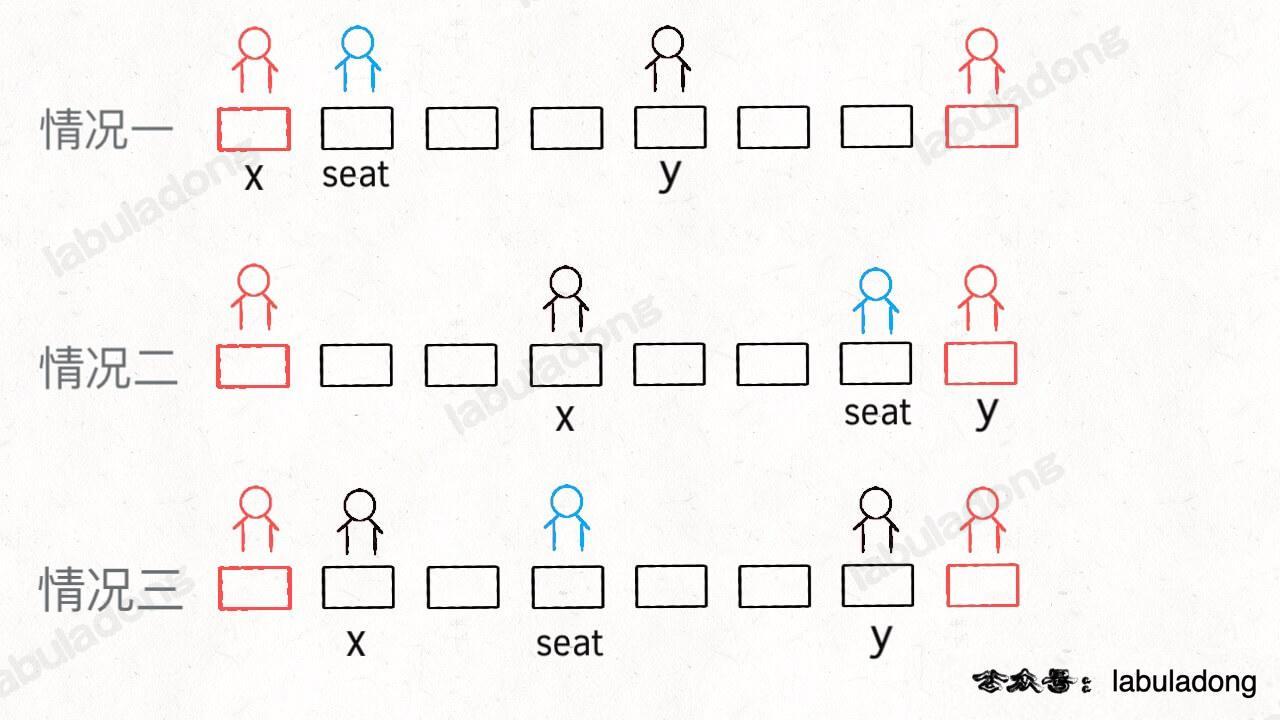 情况一
x seat y
情况二
x seat y
情况三
x seat y
公众号：labuladong
labuladong
labuladong
labuladong
labuladong
labuladong
labuladong